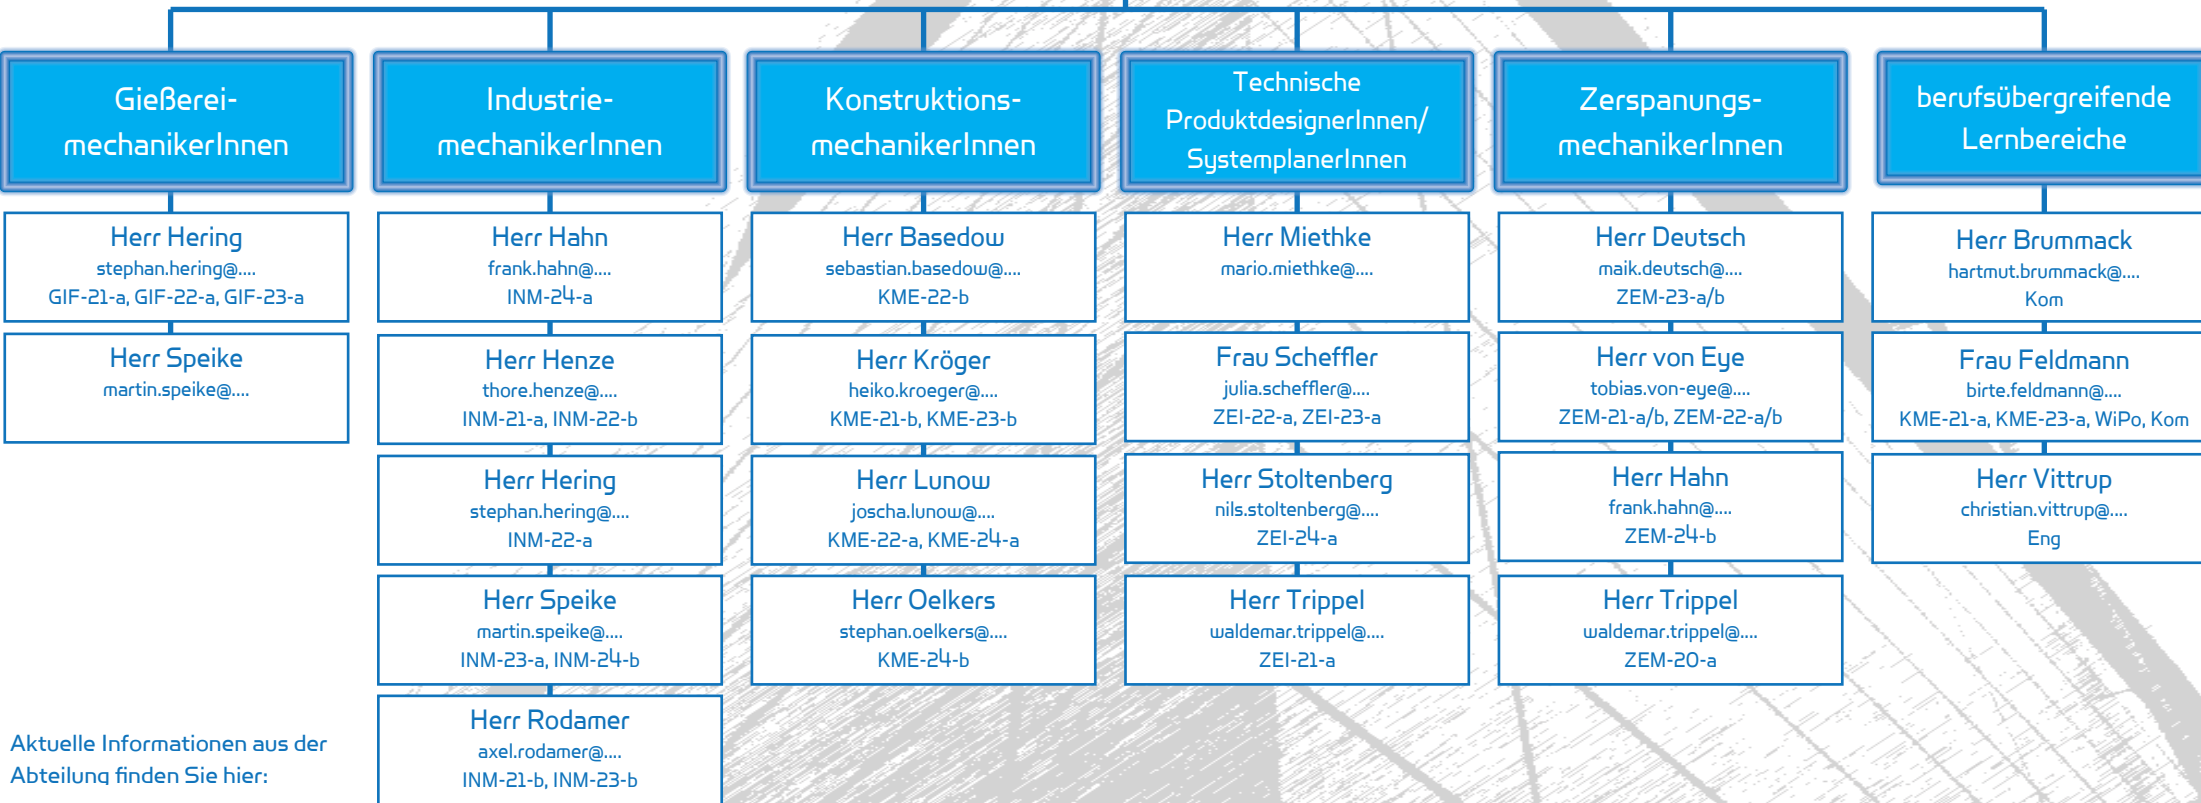 Gießerei-
mechanikerInnen
Herr Hering
stephan.hering@....
GIF-21-a, GIF-22-a, GIF-23-a
Herr Speike
martin.speike@....
Industrie-
mechanikerInnen
Herr Hahn
frank.hahn@....
INM-24-a
Herr Henze
thore.henze@....
INM-21-a, INM-22-b
Herr Hering
stephan.hering@....
INM-22-a
Herr Speike
martin.speike@....
INM-23-a, INM-24-b
Herr Rodamer
axel.rodamer@....
INM-21-b, INM-23-b
Konstruktions-
mechanikerInnen
Herr Basedow
sebastian.basedow@....
KME-22-b
Herr Kröger
heiko.kroeger@....
KME-21-b, KME-23-b
Herr Lunow
joscha.lunow@....
KME-22-a, KME-24-a
Herr Oelkers
stephan.oelkers@....
KME-24-b
Technische
ProduktdesignerInnen/
SystemplanerInnen
Herr Miethke
mario.miethke@....
Frau Scheffler
julia.scheffler@....
ZEI-22-a, ZEI-23-a
Herr Stoltenberg
nils.stoltenberg@....
ZEI-24-a
Herr Trippel
waldemar.trippel@....
ZEI-21-a
Zerspanungs-
mechanikerInnen
Herr Deutsch
maik.deutsch@....
ZEM-23-a/b
Herr von Eye
tobias.von-eye@....
ZEM-21-a/b, ZEM-22-a/b
Herr Hahn
frank.hahn@....
ZEM-24-b
Herr Trippel
waldemar.trippel@....
ZEM-20-a
berufsübergreifende
Lernbereiche
Herr Brummack
hartmut.brummack@....
Kom
Frau Feldmann
birte.feldmann@....
KME-21-a, KME-23-a, WiPo, Kom
Herr Vittrup
christian.vittrup@....
Eng
Aktuelle Informationen aus der
Abteilung finden Sie hier: